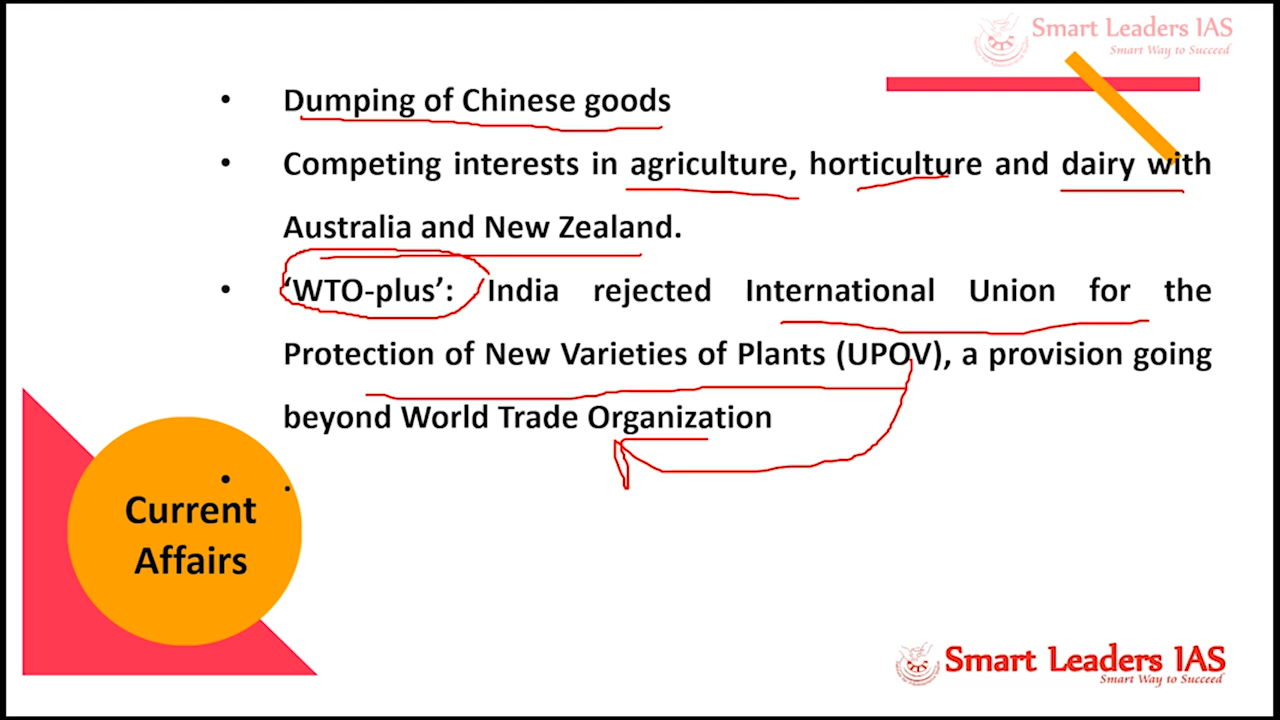 Smart Leaders IAS
Smart Way to Succeed
• Dumping of Chinese goods
• Competing interests in agriculture, horticulture and dairy with
Australia and New Zealand.
• ‘WTO-plus’: India rejected International Union for the
Protection of New Varieties of Plants (UPOV), a provision going
beyond World Trade Organization
• .
Current
Affairs
Smart Leaders IAS
Smart Way to Succeed